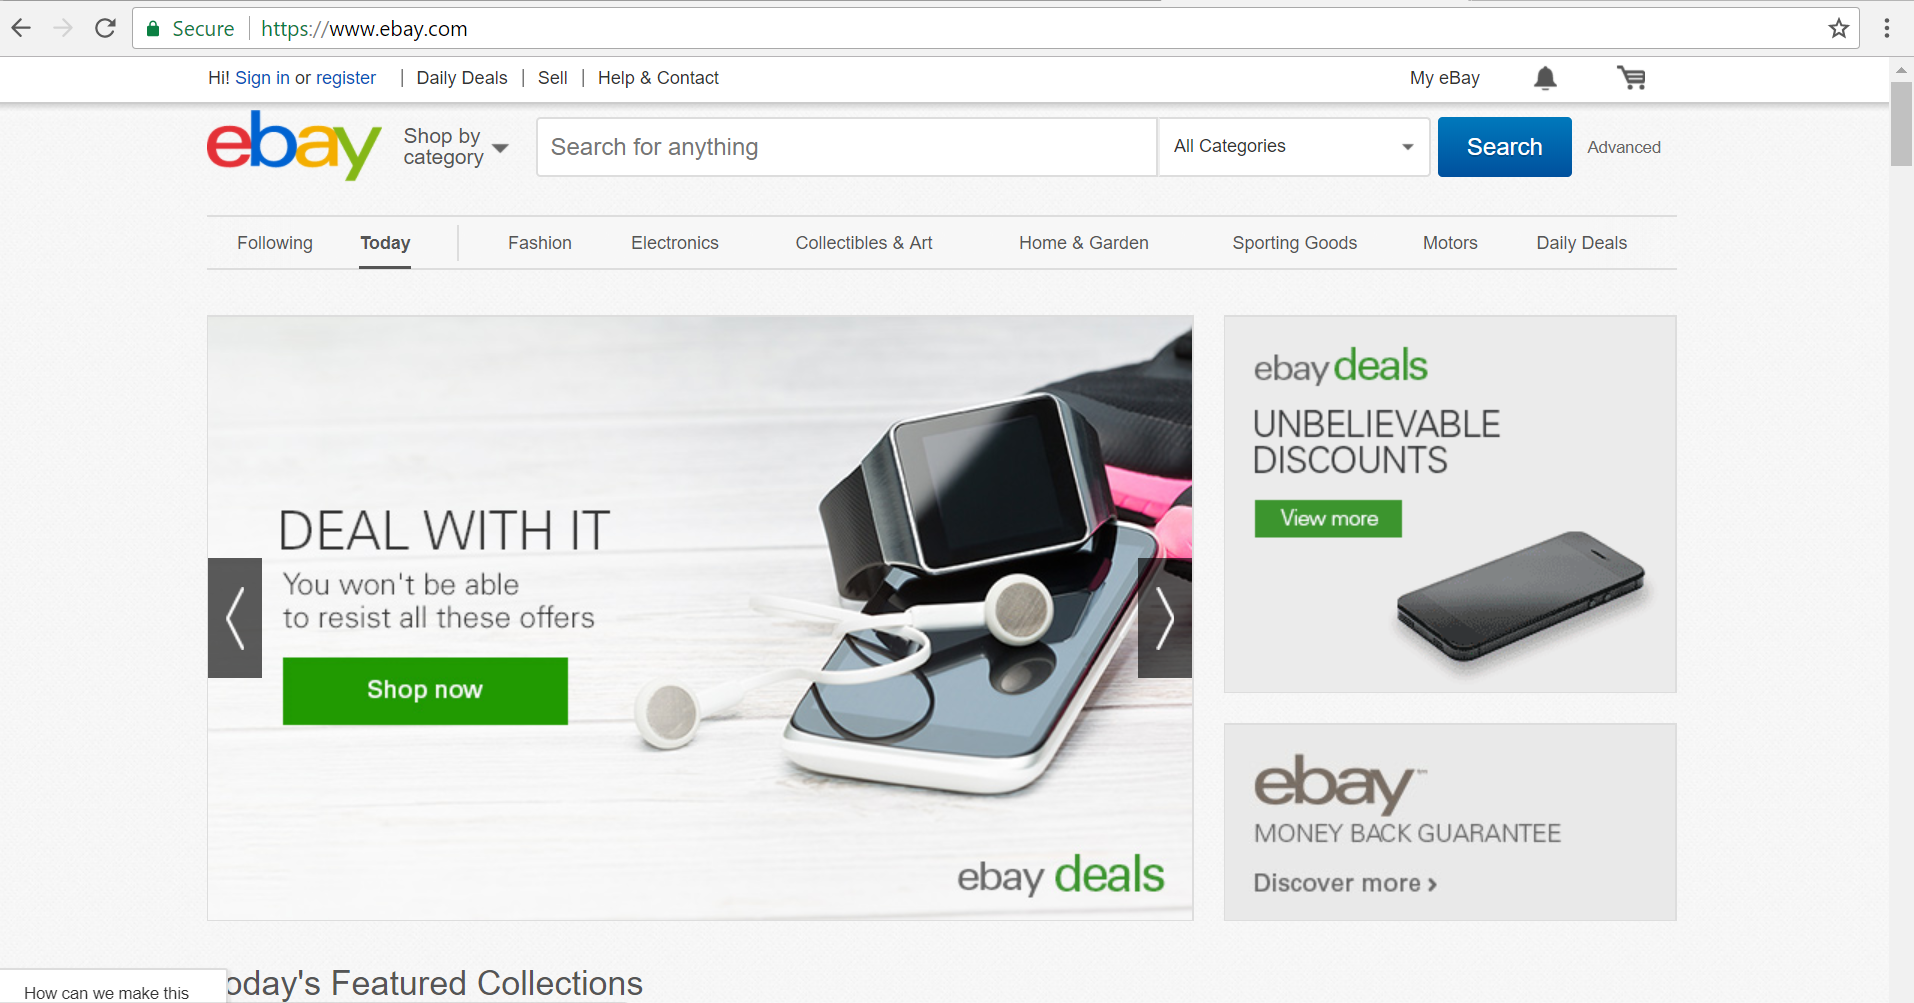 Secure https://www.ebay.com
Hi! Sign in or register | Daily Deals | Sell | Help & Contact My eBay
ebay Shop by category Search for anything All Categories Search Advanced
Following Today Fashion Electronics Collectibles & Art Home & Garden Sporting Goods Motors Daily Deals
DEAL WITH IT
You won't be able
to resist all these offers
Shop now
ebay deals
ebay deals
UNBELIEVABLE
DISCOUNTS
View more
ebay
MONEY BACK GUARANTEE
Discover more
oday's Featured Collections
How can we make this